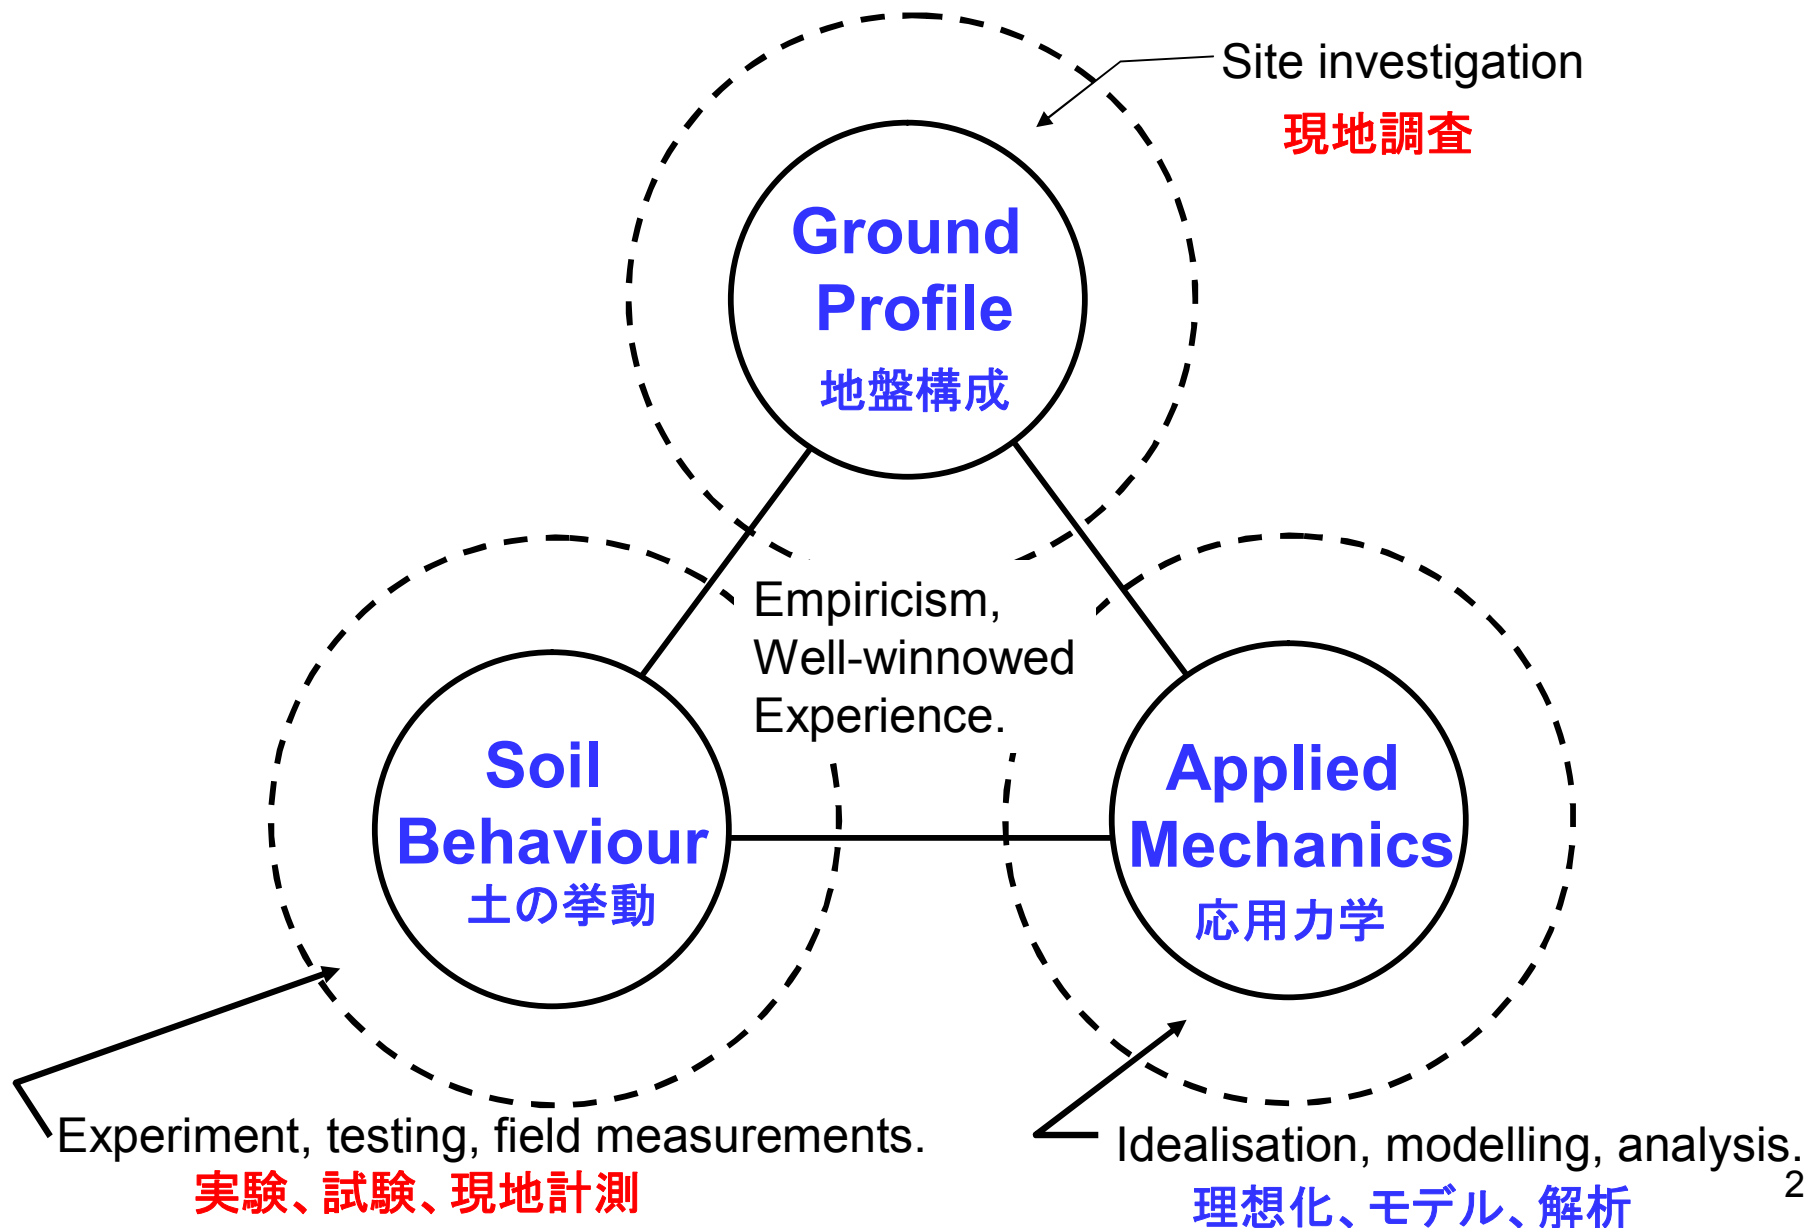 Site investigation
現地調査
Ground
Profile
地盤構成
Empiricism,
Well-winnowed
Experience.
Soil
Behaviour
土の挙動
Applied
Mechanics
応用力学
Experiment, testing, field measurements.
実験、試験、現地計測
Idealisation, modelling, analysis.
理想化、モデル、解析
2